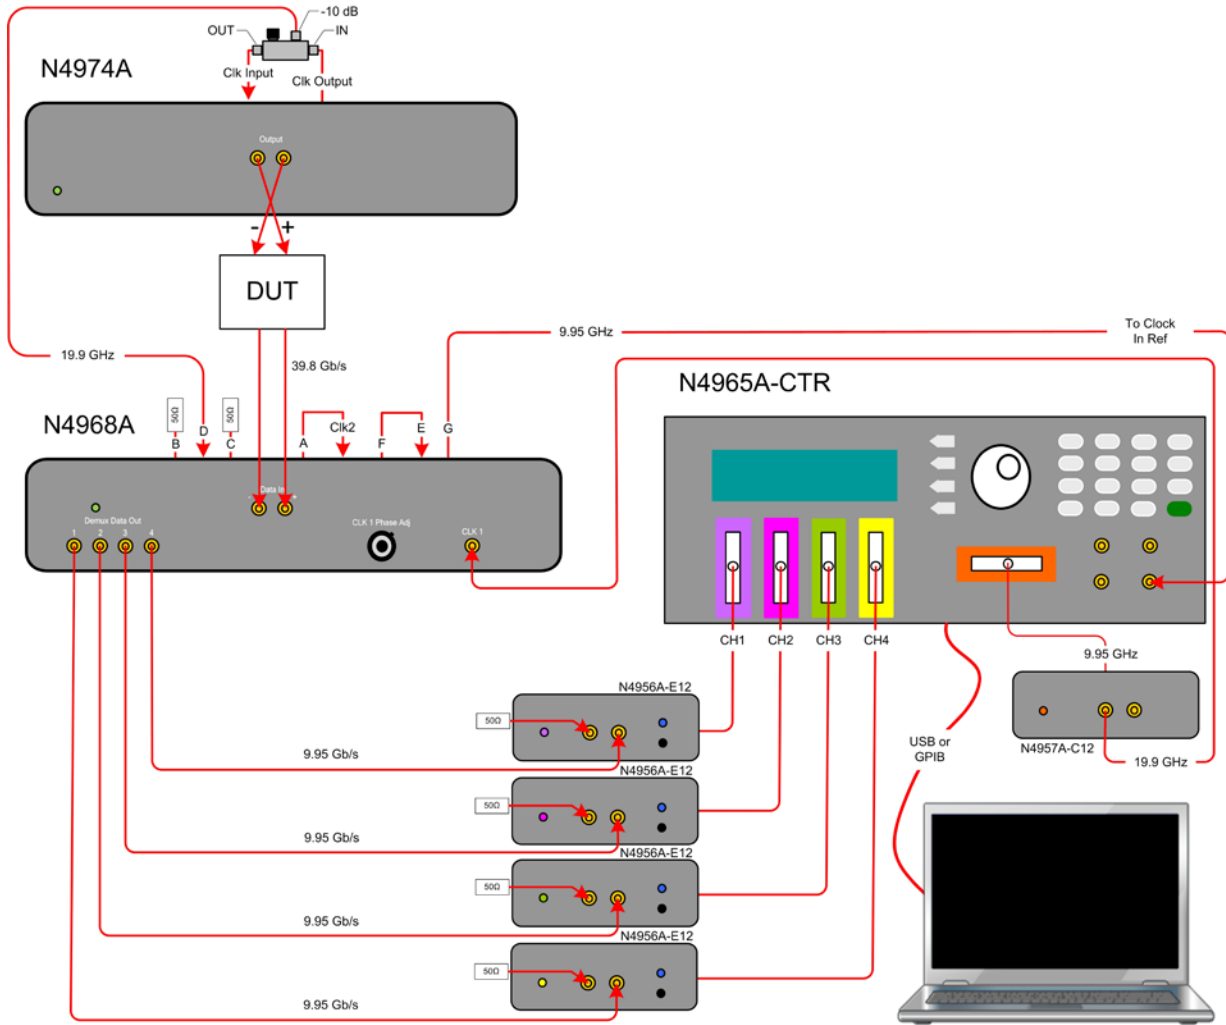 -10 dB
OUT
IN
Clk Input
Clk Output
N4974A
Output
-
+
DUT
9.95 GHz
To Clock
In Ref
19.9 GHz
39.8 Gb/s
N4965A-CTR
N4968A
50Ω
50Ω
B
D
C
A
Clk2
F
E
G
Data In
-
+
Demux Data Out
1
2
3
4
CLK 1 Phase Adj
CLK 1
CH1
CH2
CH3
CH4
9.95 GHz
N4956A-E12
50Ω
9.95 Gb/s
N4957A-C12
19.9 GHz
USB or
GPIB
N4956A-E12
50Ω
9.95 Gb/s
N4956A-E12
50Ω
9.95 Gb/s
N4956A-E12
50Ω
9.95 Gb/s